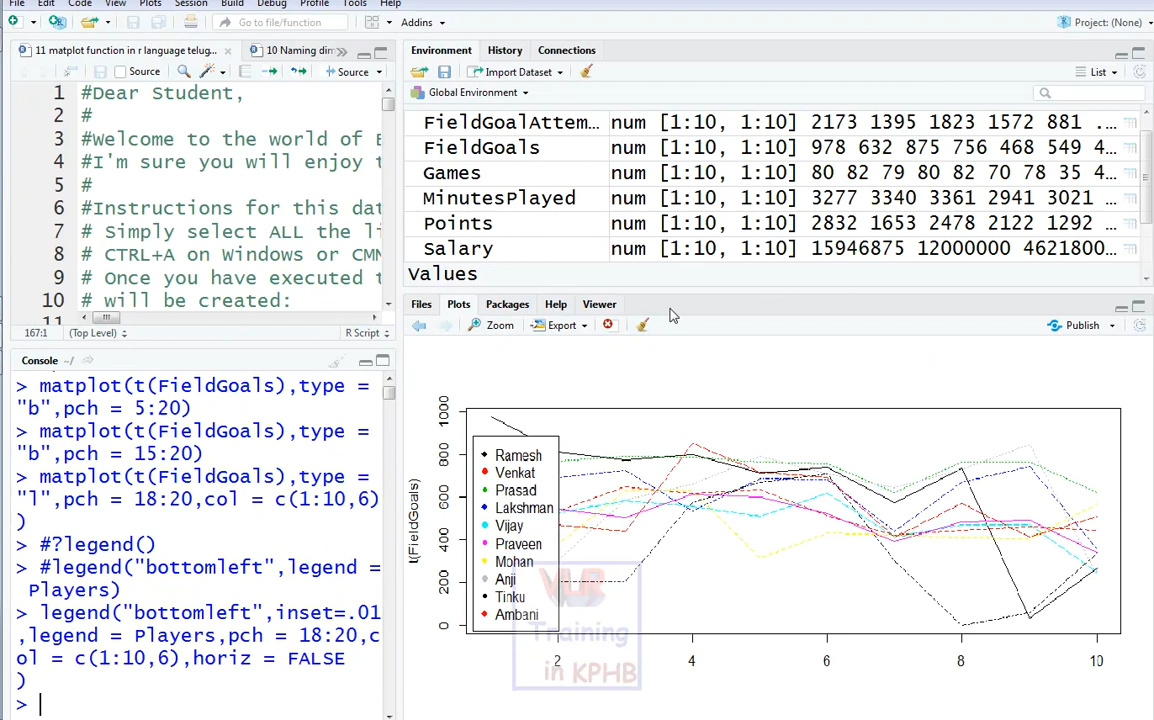 File Edit Code View Plots Session Build Debug Profile Tools Help
Go to file/function Addins Project: (None)
11 matplot function in r language telug... 10 Naming dim
Source Source
1 #Dear Student,
2 #
3 #Welcome to the world of
4 #I'm sure you will enjoy t
5 #
6 #Instructions for this dat
7 # Simply select ALL the li
8 # CTRL+A on Windows or CMN
9 # Once you have executed t
10 # will be created:
11
167:1 (Top Level) R Script
Console ~/
> matplot(t(FieldGoals),type =
"b",pch = 5:20)
> matplot(t(FieldGoals),type =
"b",pch = 15:20)
> matplot(t(FieldGoals),type =
"l",pch = 18:20,col = c(1:10,6)
)
> #?legend()
> #legend("bottomleft",legend =
Players)
> legend("bottomleft",inset=.01
,legend = Players,pch = 18:20,c
ol = c(1:10,6),horiz = FALSE
)
>
Environment History Connections
Import Dataset List
Global Environment
FieldGoalAttem... num [1:10, 1:10] 2173 1395 1823 1572 881 ...
FieldGoals num [1:10, 1:10] 978 632 875 756 468 549 4...
Games num [1:10, 1:10] 80 82 79 80 82 70 78 35 4...
MinutesPlayed num [1:10, 1:10] 3277 3340 3361 2941 3021 ...
Points num [1:10, 1:10] 2832 1653 2478 2122 1292 ...
Salary num [1:10, 1:10] 15946875 12000000 4621800...
Values
Files Plots Packages Help Viewer
Zoom Export Publish
t(FieldGoals)
1000
800
600
400
200
0
Ramesh
Venkat
Prasad
Lakshman
Vijay
Praveen
Mohan
Anji
Tinku
Ambani
2 4 6 8 10
VLR
Training
in KPHB